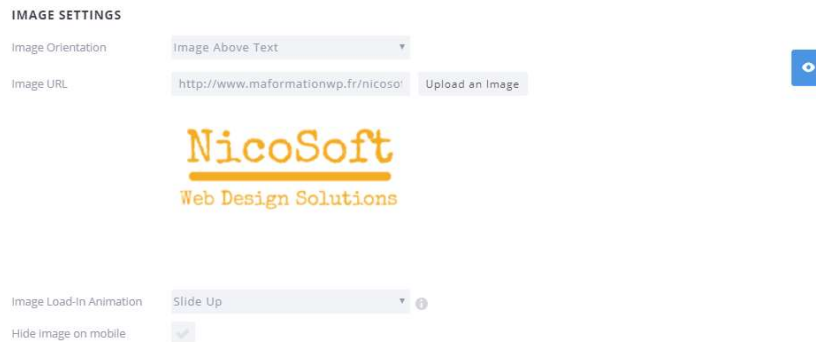 IMAGE SETTINGS
Image Orientation Image Above Text
Image URL http://www.maformationwp.fr/nicoso Upload an Image
NicoSoft
Web Design Solutions
Image Load-In Animation Slide Up
Hide image on mobile